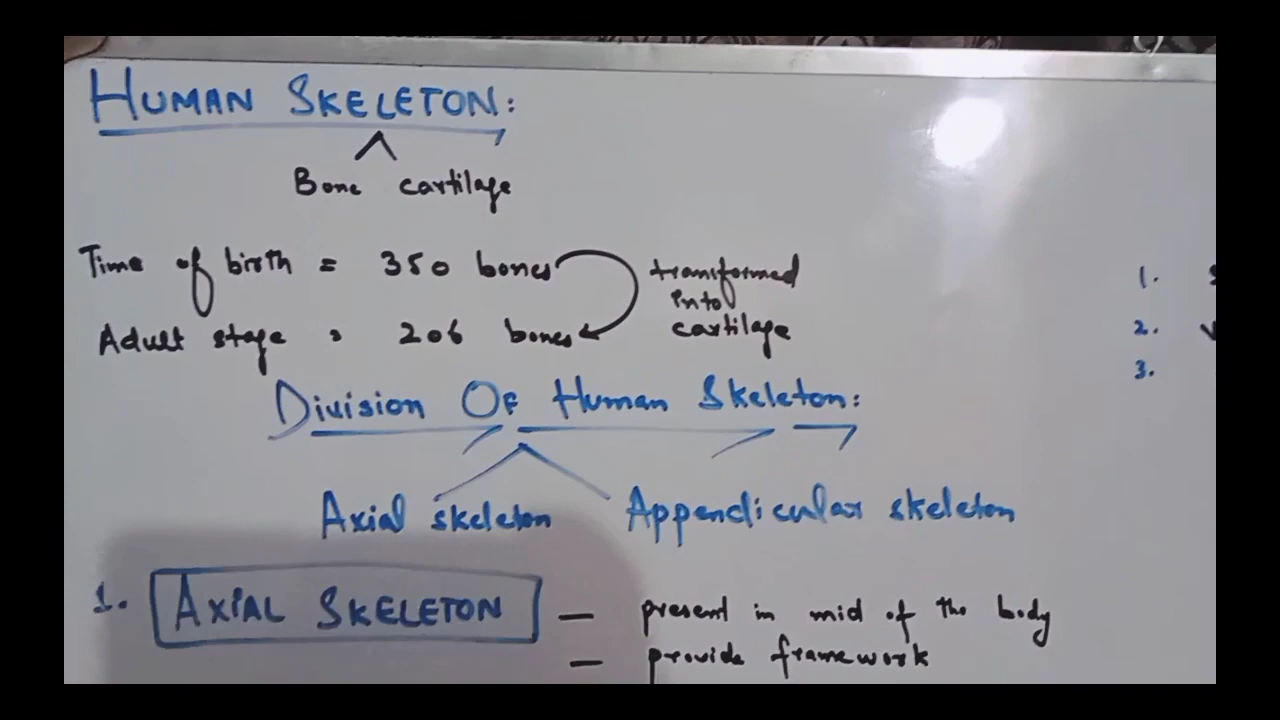 HUMAN SKELETON:
Bone cartilage
Time of birth = 350 bones
transformed
into
cartilage
Adult stage = 206 bones
Division Of Human Skeleton:
Axial skeleton
Appendicular skeleton
1. AXIAL SKELETON
— present in mid of the body
— provide framework
1.
2.
3.